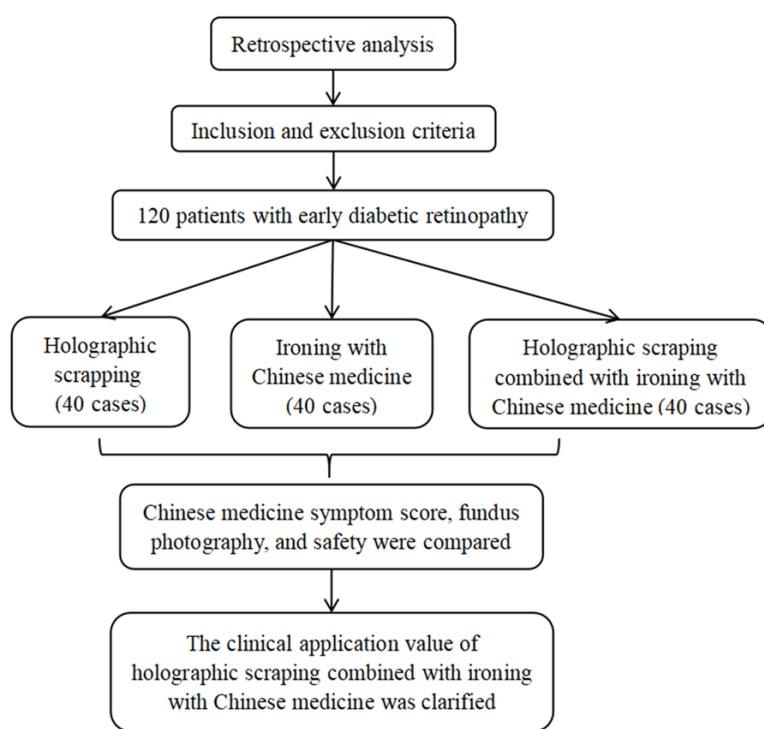 Retrospective analysis
Inclusion and exclusion criteria
120 patients with early diabetic retinopathy
Holographic
scrapping
(40 cases)
Ironing with
Chinese medicine
(40 cases)
Holographic scraping
combined with ironing with
Chinese medicine (40 cases)
Chinese medicine symptom score, fundus
photography, and safety were compared
The clinical application value of
holographic scraping combined with ironing
with Chinese medicine was clarified